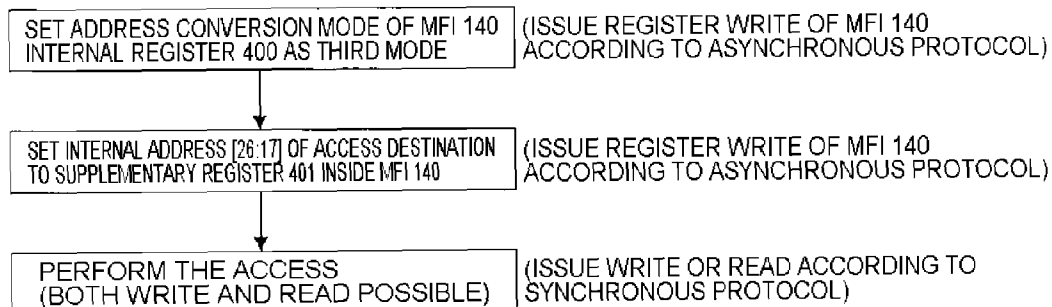 SET ADDRESS CONVERSION MODE OF MFI 140
INTERNAL REGISTER 400 AS THIRD MODE
(ISSUE REGISTER WRITE OF MFI 140
ACCORDING TO ASYNCHRONOUS PROTOCOL)
SET INTERNAL ADDRESS [26:17] OF ACCESS DESTINATION
TO SUPPLEMENTARY REGISTER 401 INSIDE MFI 140
(ISSUE REGISTER WRITE OF MFI 140
ACCORDING TO ASYNCHRONOUS PROTOCOL)
PERFORM THE ACCESS
(BOTH WRITE AND READ POSSIBLE)
(ISSUE WRITE OR READ ACCORDING TO
SYNCHRONOUS PROTOCOL)